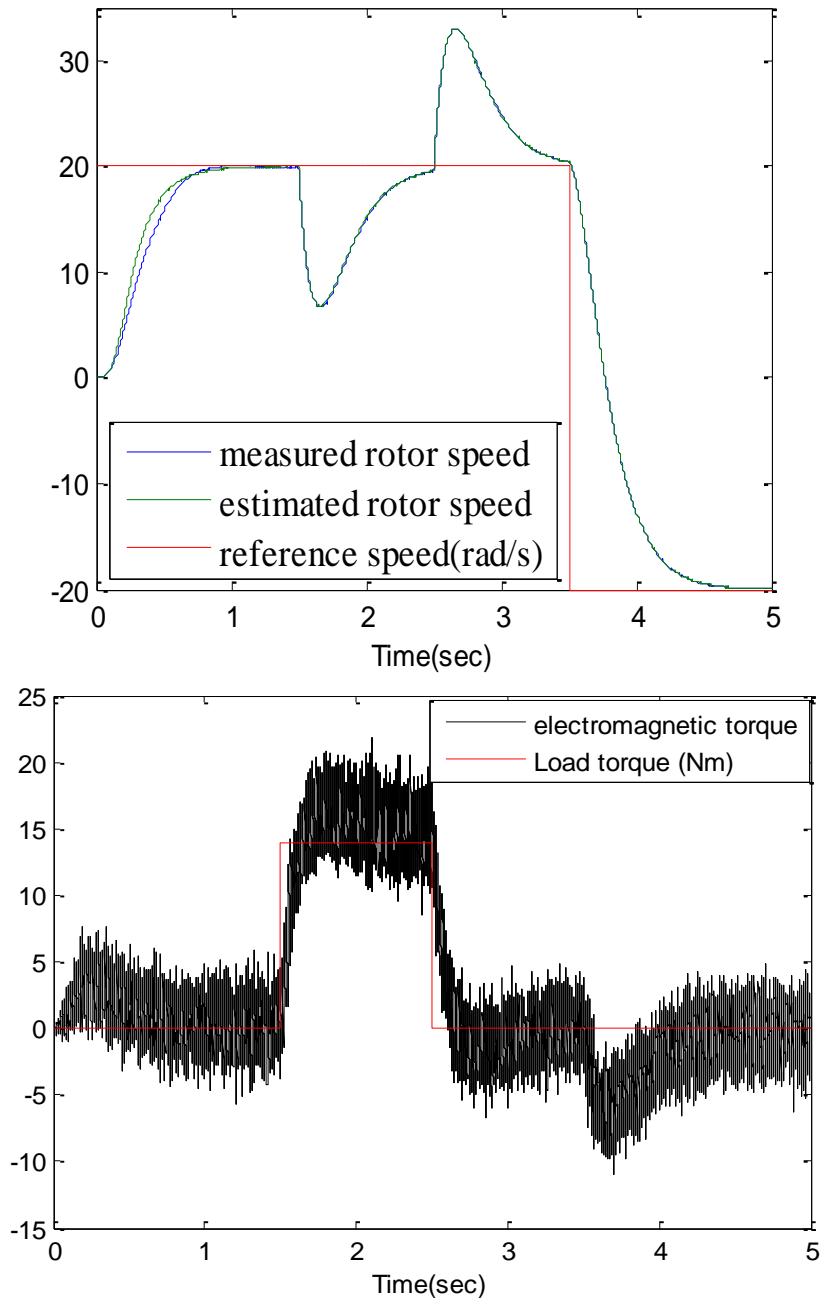 30
20
10
0
-10
-20
measured rotor speed
estimated rotor speed
reference speed(rad/s)
0 1 2 3 4 5
Time(sec)
25
20
15
10
5
0
-5
-10
-15
electromagnetic torque
Load torque (Nm)
0 1 2 3 4 5
Time(sec)